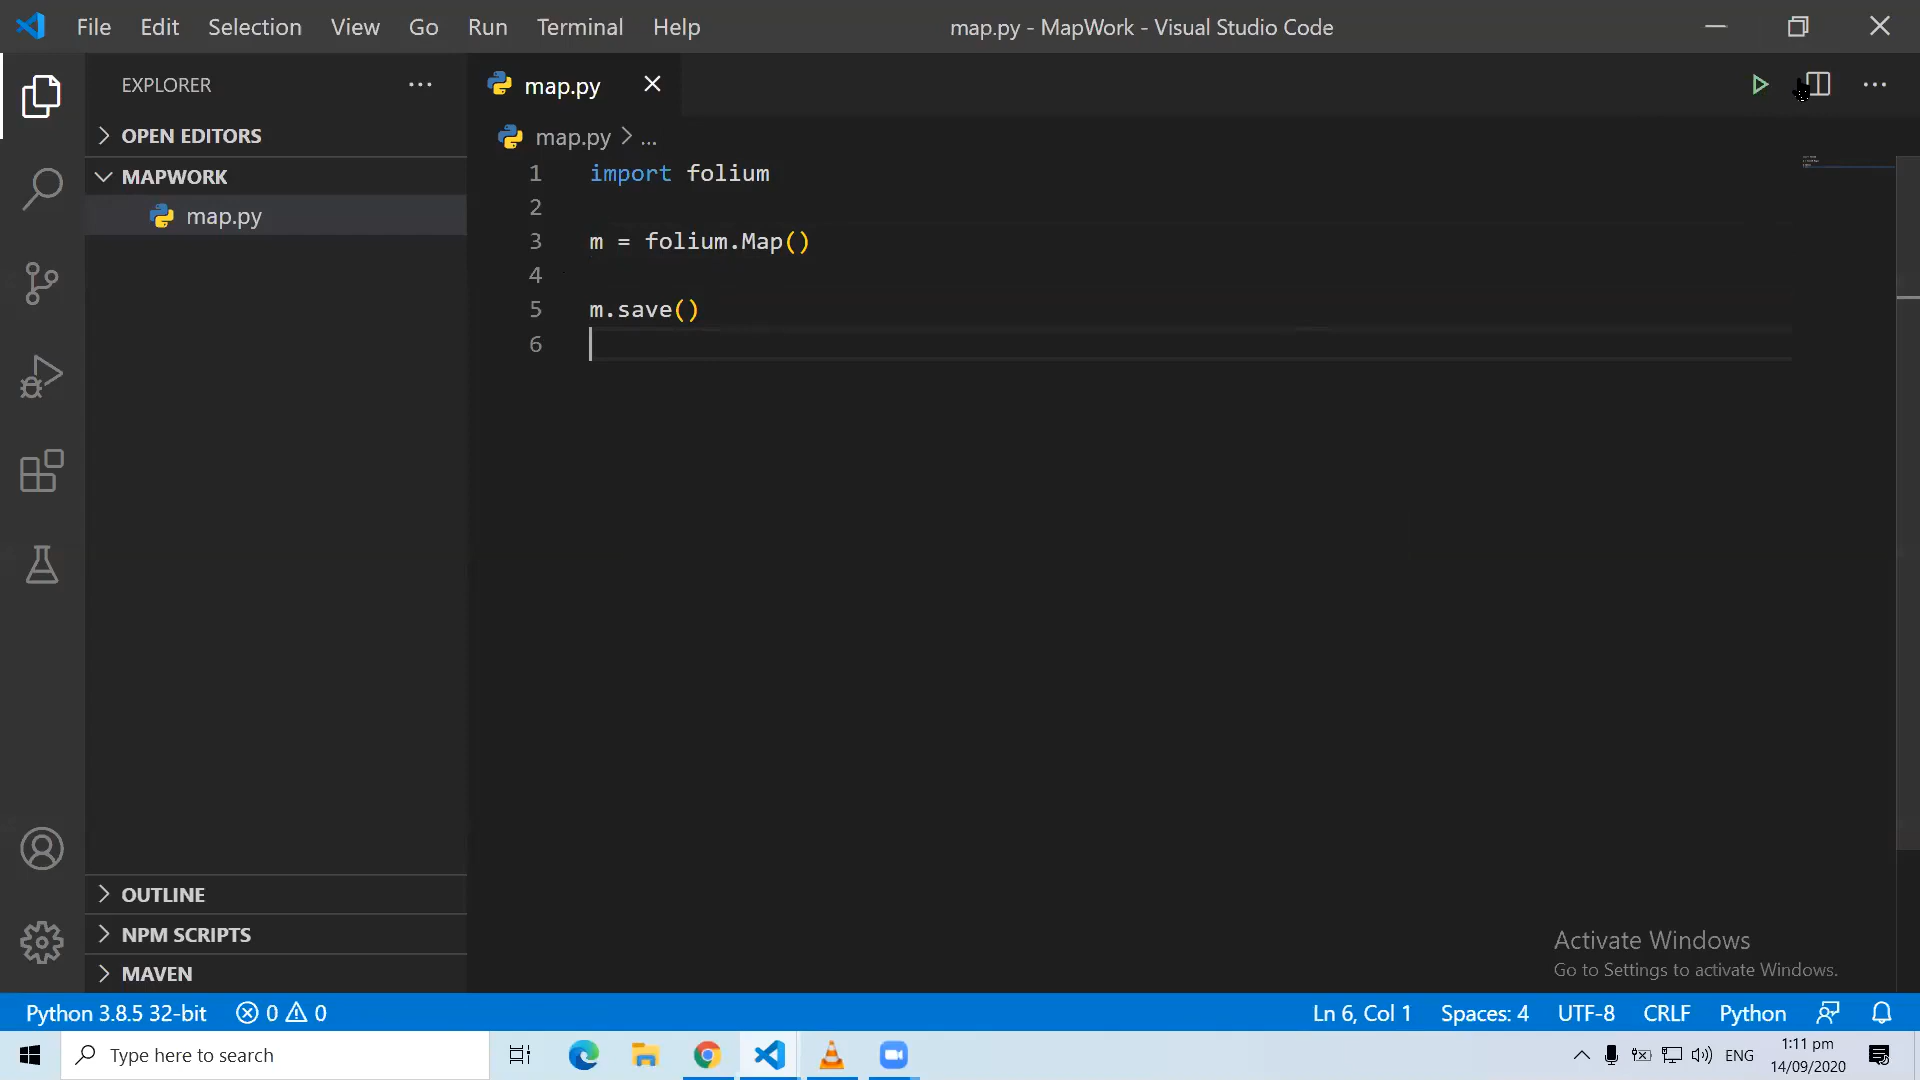 File Edit Selection View Go Run Terminal Help
map.py - MapWork - Visual Studio Code
EXPLORER
OPEN EDITORS
MAPWORK
map.py
OUTLINE
NPM SCRIPTS
MAVEN
map.py
map.py > ...
1 import folium
2
3 m = folium.Map()
4
5 m.save()
6
Activate Windows
Go to Settings to activate Windows.
Python 3.8.5 32-bit 0 0
Ln 6, Col 1 Spaces: 4 UTF-8 CRLF Python
Type here to search
ENG
1:11 pm
14/09/2020